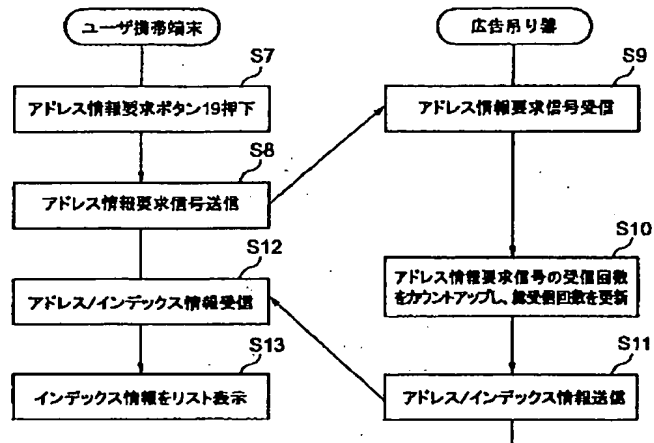 ユーザ携帯端末
広告吊り器
S7
アドレス情報要求ボタン19押下
S9
アドレス情報要求信号受信
S8
アドレス情報要求信号送信
S10
アドレス情報要求信号の受信回数
をカウントアップし、総受信回数を更新
S12
アドレス/インデックス情報受信
S11
アドレス/インデックス情報送信
S13
インデックス情報をリスト表示